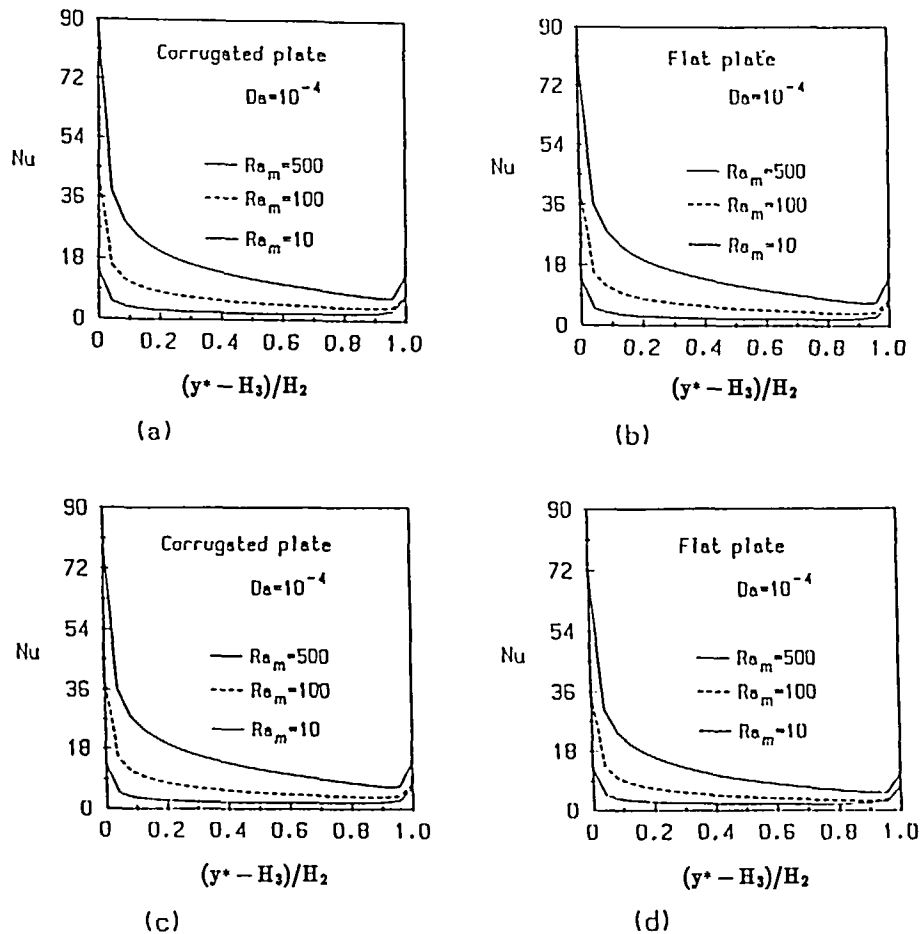 90
72
54
36
18
0
Nu
Corrugated plate
Da=10⁻⁴
Ra_m=500
Ra_m=100
Ra_m=10
0 0.2 0.4 0.6 0.8 1.0
(y* – H₃)/H₂
(a)
90
72
54
36
18
0
Flat plate
Da=10⁻⁴
Ra_m=500
Ra_m=100
Ra_m=10
0 0.2 0.4 0.6 0.8 1.0
(y* – H₃)/H₂
(b)
90
72
54
36
18
0
Nu
Corrugated plate
Da=10⁻⁴
Ra_m=500
Ra_m=100
Ra_m=10
0 0.2 0.4 0.6 0.8 1.0
(y* – H₃)/H₂
(c)
90
72
54
36
18
0
Nu
Flat plate
Da=10⁻⁴
Ra_m=500
Ra_m=100
Ra_m=10
0 0.2 0.4 0.6 0.8 1.0
(y* – H₃)/H₂
(d)